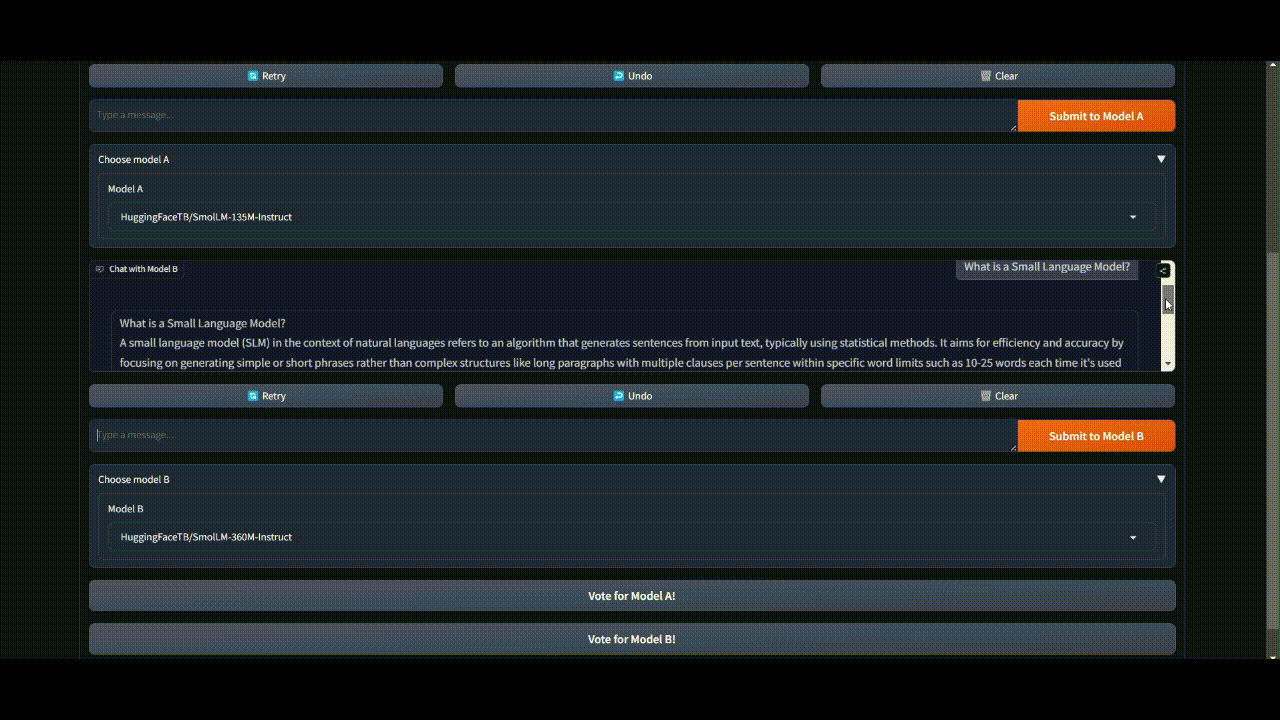 Retry
Undo
Clear
Type a message...
Submit to Model A
Choose model A
Model A
HuggingFaceTB/SmolLM-135M-Instruct
Chat with Model B
What is a Small Language Model?
What is a Small Language Model?
A small language model (SLM) in the context of natural languages refers to an algorithm that generates sentences from input text, typically using statistical methods. It aims for efficiency and accuracy by
focusing on generating simple or short phrases rather than complex structures like long paragraphs with multiple clauses per sentence within specific word limits such as 10-25 words each time it's used
Retry
Undo
Clear
Type a message...
Submit to Model B
Choose model B
Model B
HuggingFaceTB/SmolLM-360M-Instruct
Vote for Model A!
Vote for Model B!